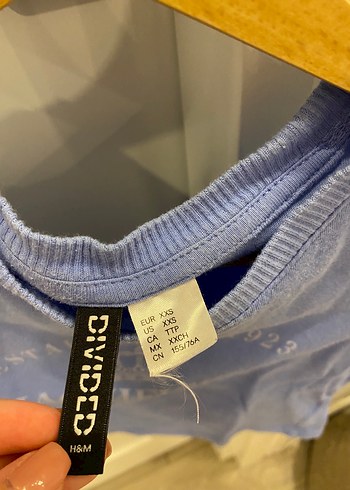 DIVIDED
H&M
EUR XXS
US XXS
CA TTP
MX XXCH
CN 155/76A